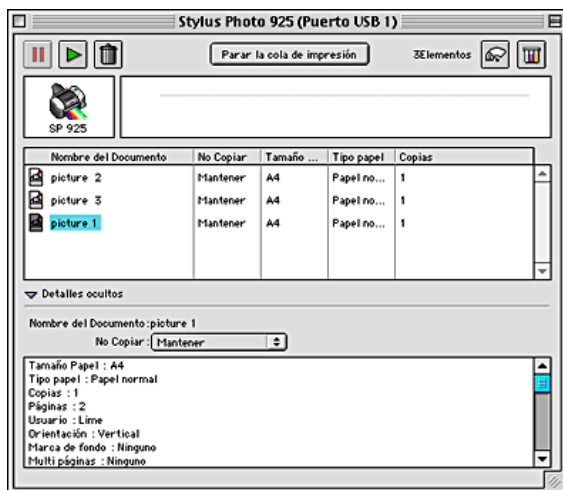 Stylus Photo 925 (Puerto USB 1)
Parar la cola de impresión 3Elementos
SP 925
Nombre del Documento No Copiar Tamaño ... Tipo papel Copias
picture 2 Mantener A4 Papel no... 1
picture 3 Mantener A4 Papel no... 1
picture 1 Mantener A4 Papel no... 1
Detalles ocultos
Nombre del Documento :picture 1
No Copiar : Mantener
Tamaño Papel : A4
Tipo papel : Papel normal
Copias : 1
Páginas : 2
Usuario : Lime
Orientación : Vertical
Marca de fondo : Ninguno
Multi páginas : Ninguno